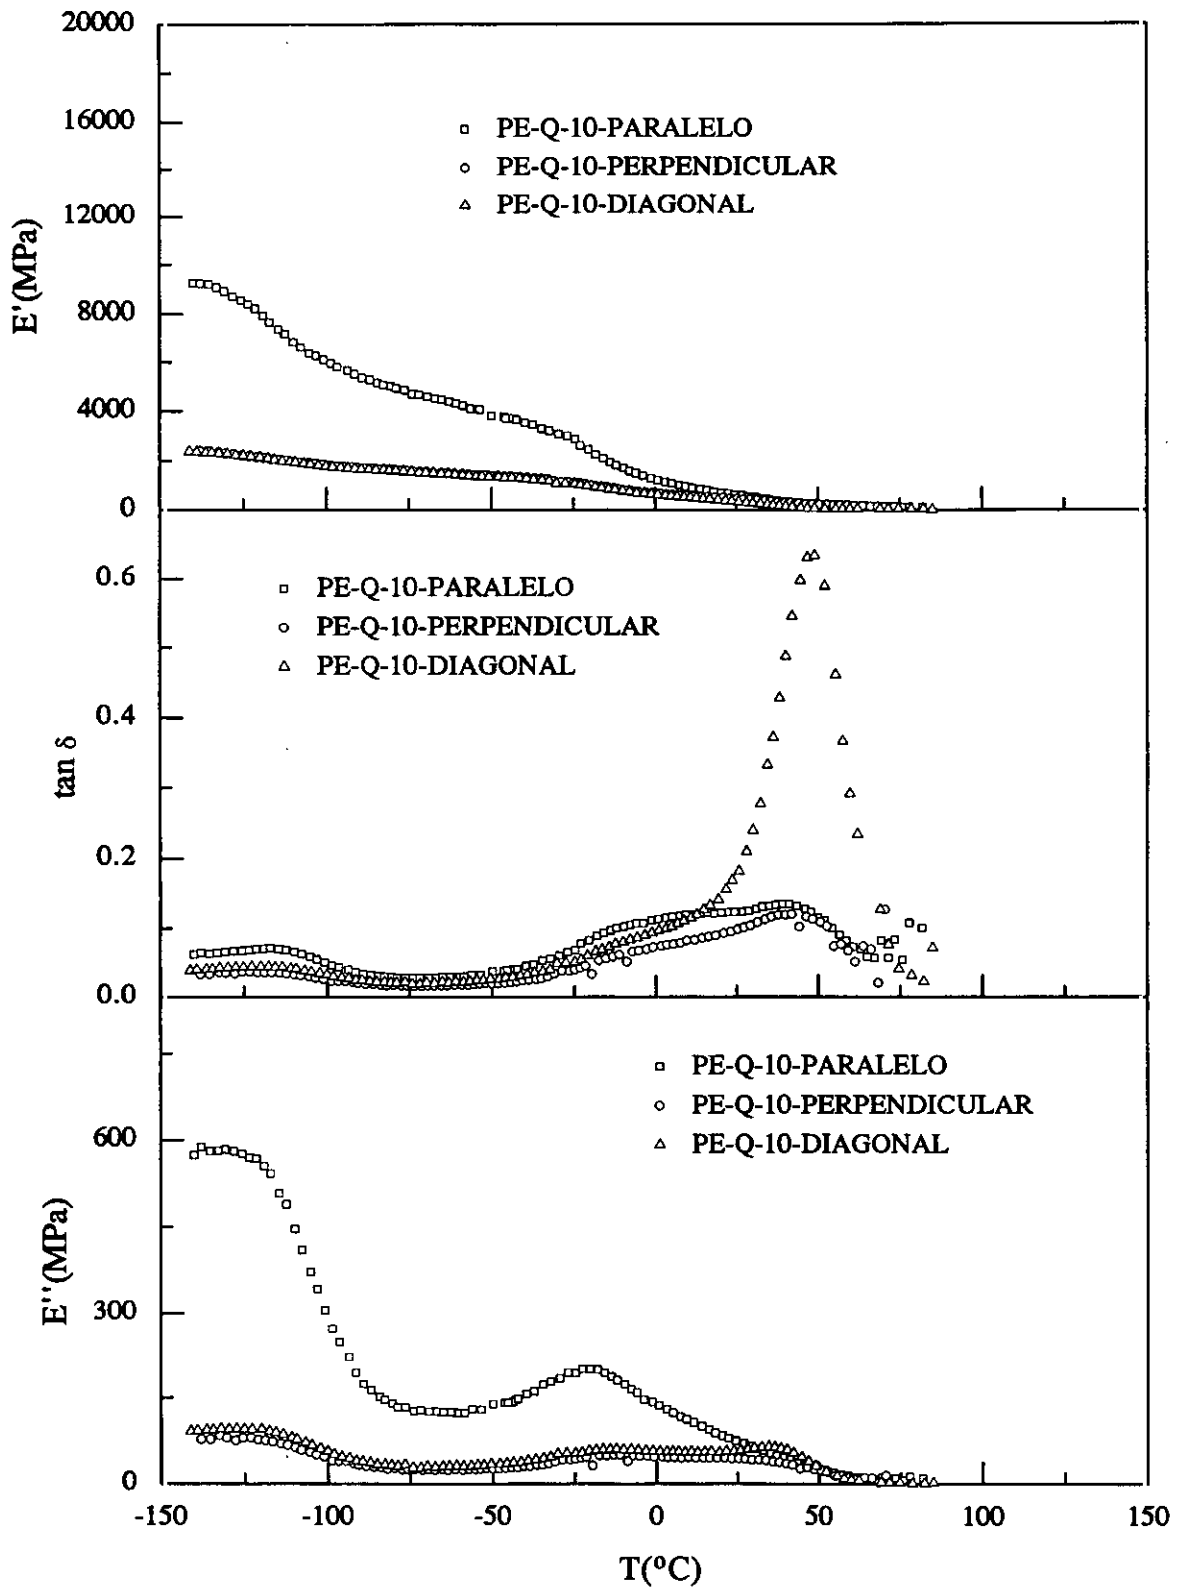 20000
16000
12000
8000
4000
0
E'(MPa)
PE-Q-10-PARALELO
PE-Q-10-PERPENDICULAR
PE-Q-10-DIAGONAL
0.6
0.4
0.2
0.0
tan δ
PE-Q-10-PARALELO
PE-Q-10-PERPENDICULAR
PE-Q-10-DIAGONAL
600
300
0
E''(MPa)
PE-Q-10-PARALELO
PE-Q-10-PERPENDICULAR
PE-Q-10-DIAGONAL
-150 -100 -50 0 50 100 150
T(ºC)